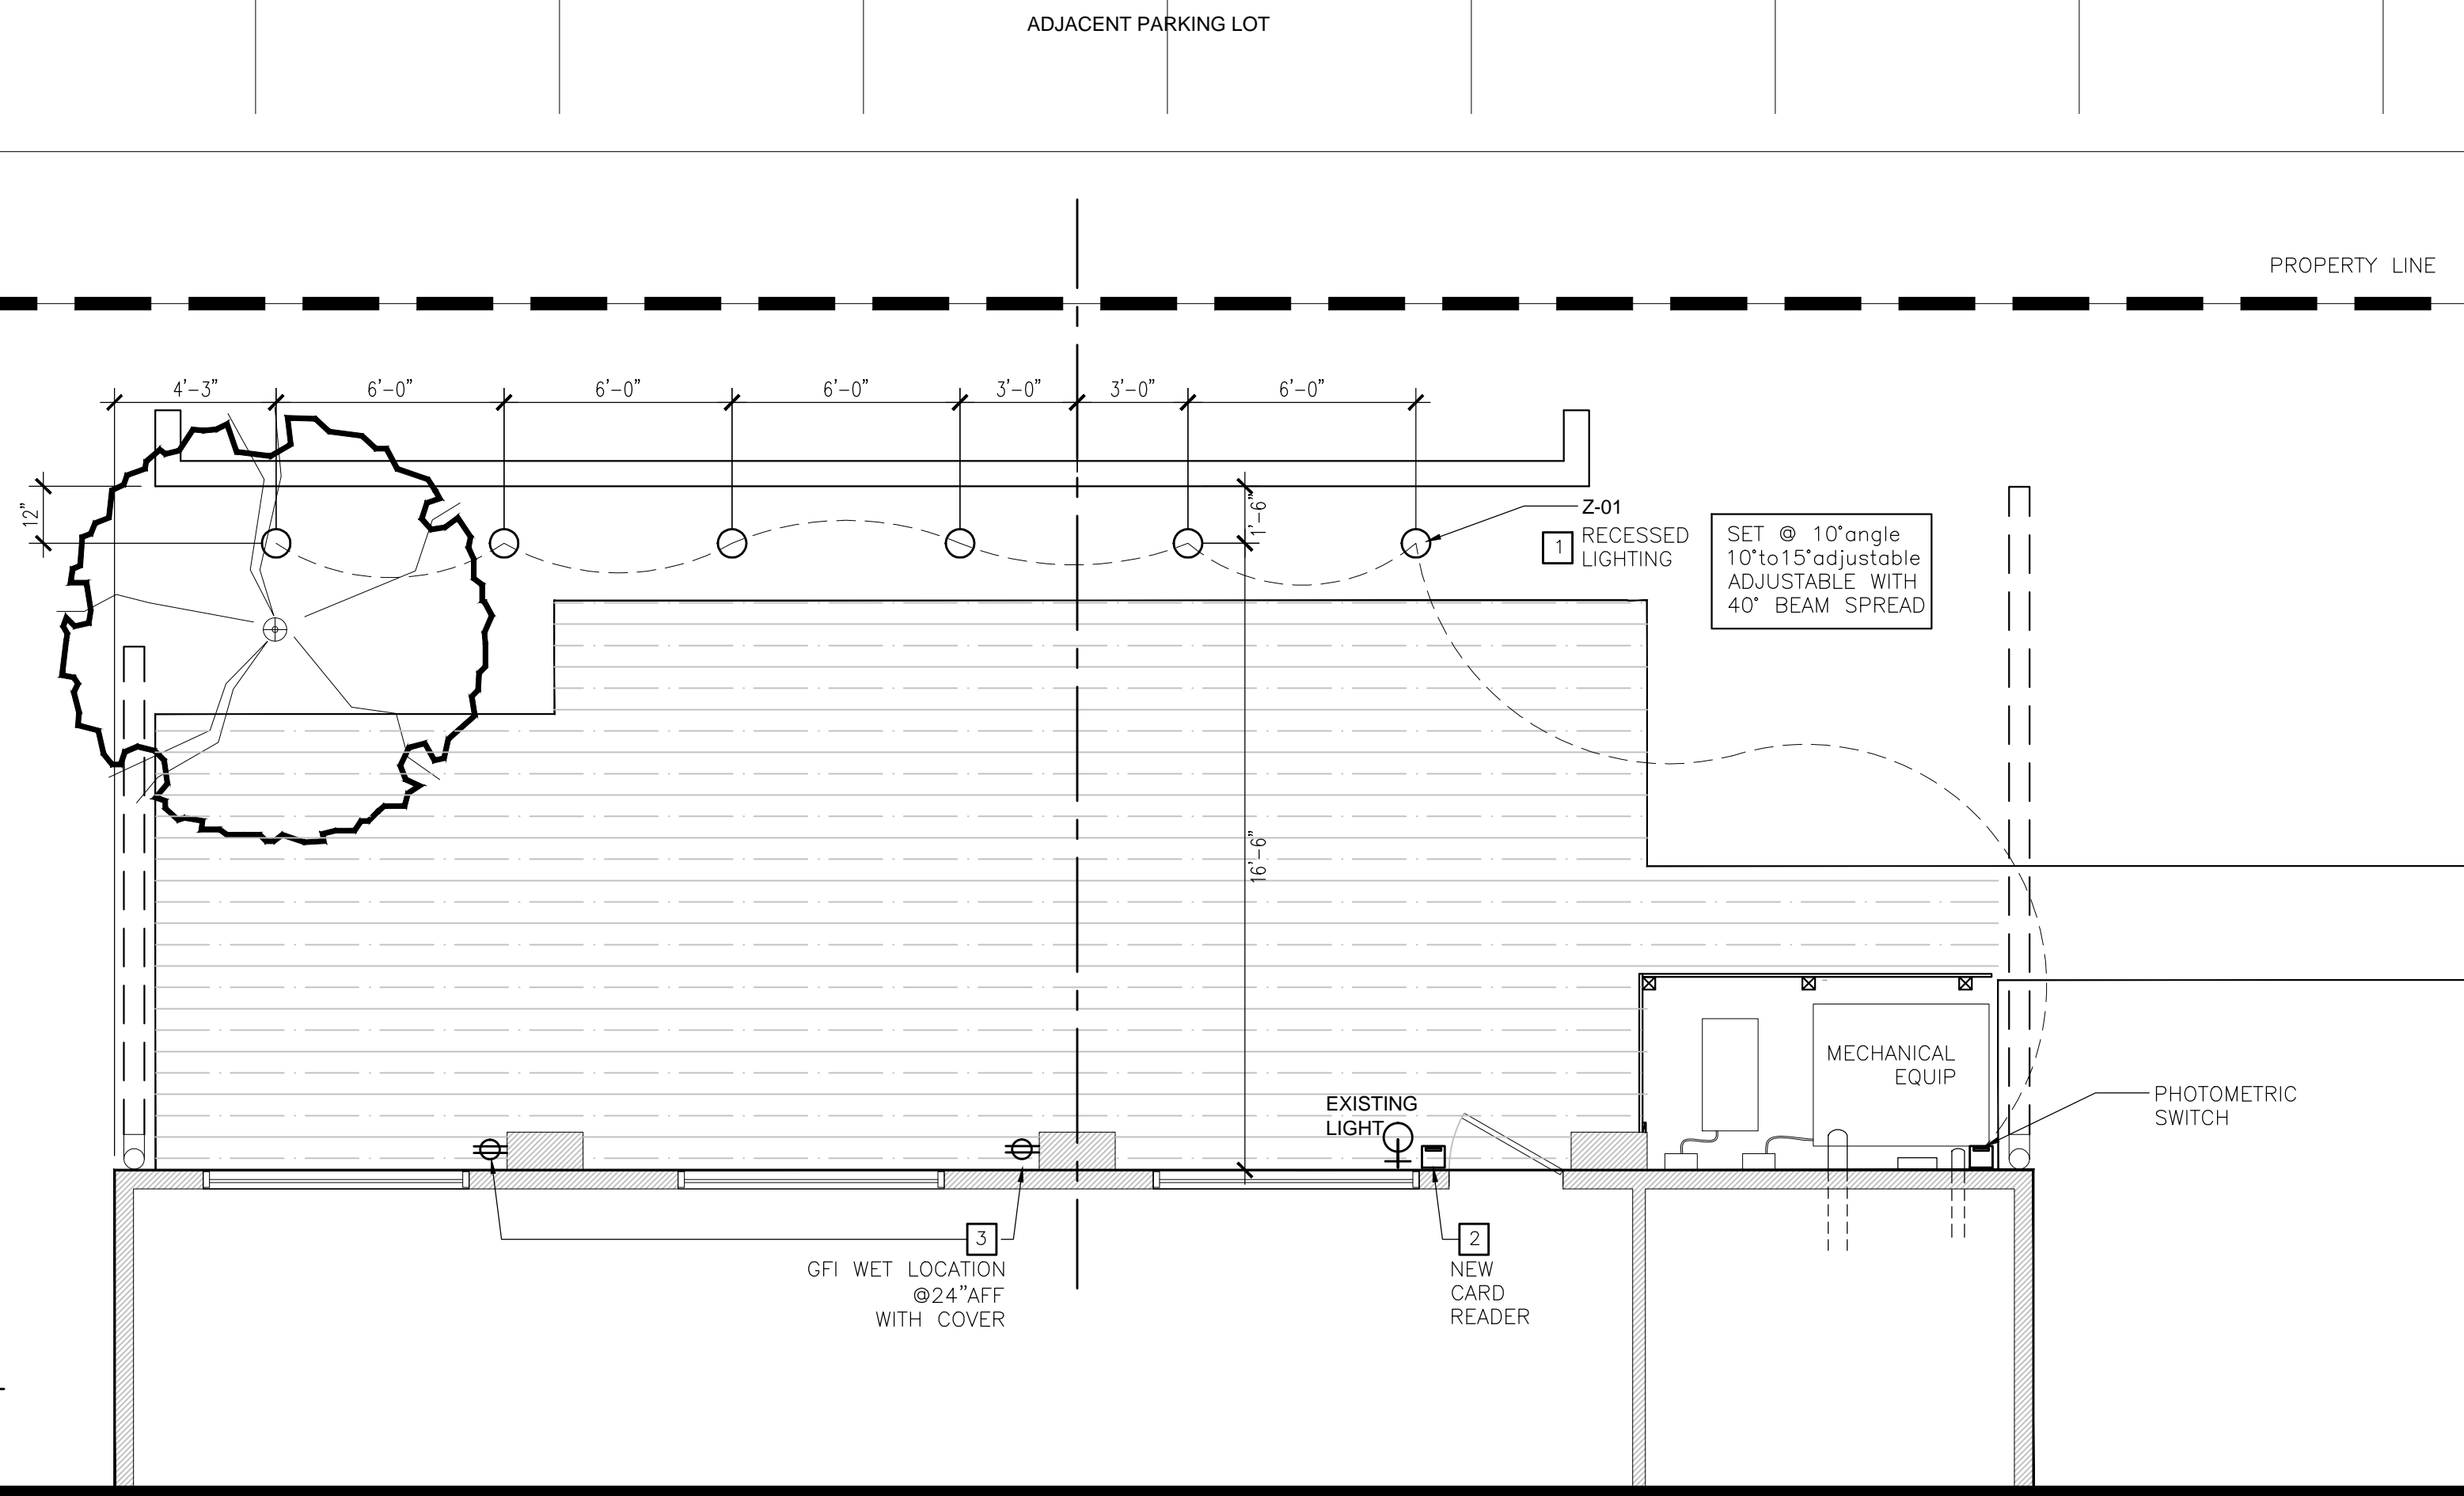 ADJACENT PARKING LOT
PROPERTY LINE
4'-3"
6'-0"
6'-0"
6'-0"
3'-0"
3'-0"
6'-0"
12"
1'-6"
Z-01
1
RECESSED
LIGHTING
SET @ 10°angle
10°to15°adjustable
ADJUSTABLE WITH
40° BEAM SPREAD
16'-6"
MECHANICAL
EQUIP
EXISTING
LIGHT
PHOTOMETRIC
SWITCH
3
GFI WET LOCATION
@24"AFF
WITH COVER
2
NEW
CARD
READER